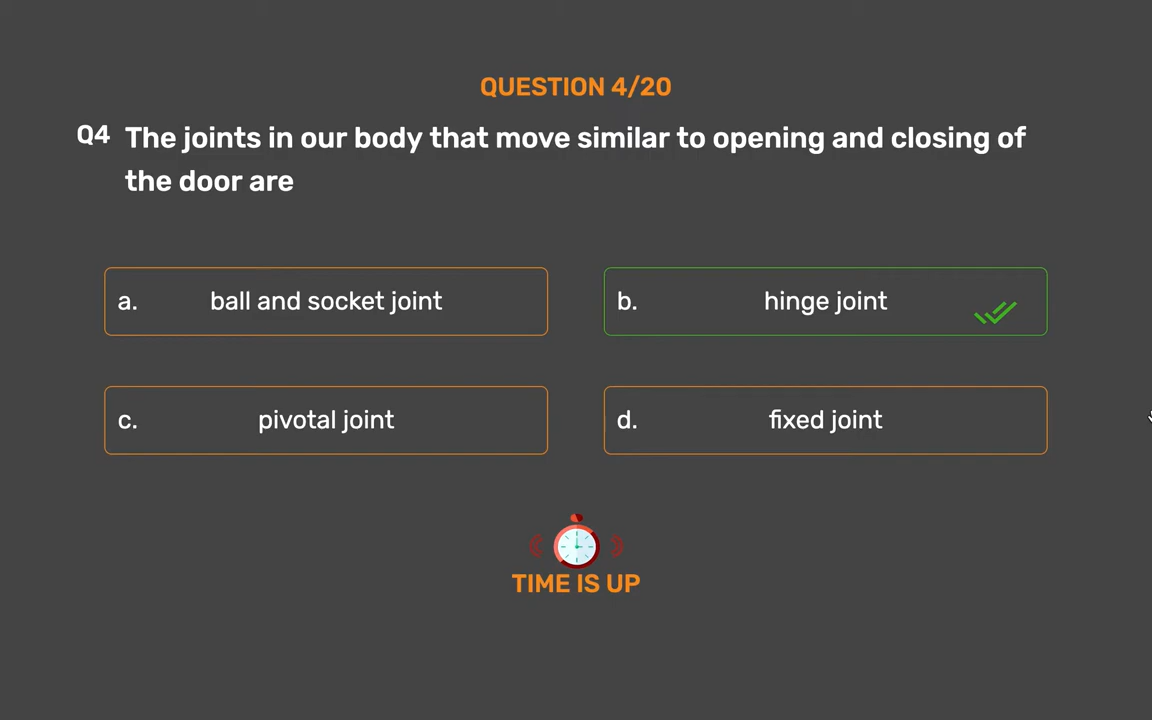 QUESTION 4/20
Q4 The joints in our body that move similar to opening and closing of
the door are
a. ball and socket joint
b. hinge joint
c. pivotal joint
d. fixed joint
TIME IS UP